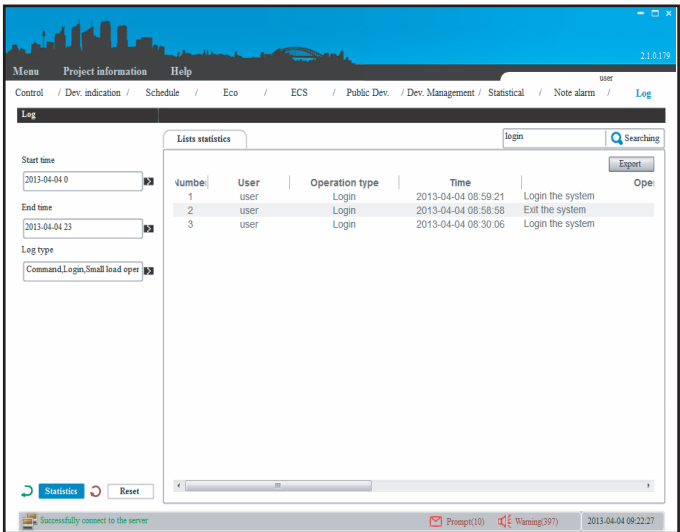 2.1.0.179
Menu Project information Help
user
Control / Dev. indication / Schedule / Eco / ECS / Public Dev. / Dev. Management / Statistical / Note alarm / Log
Log
Lists statistics
login
Searching
Start time
2013-04-04 0
End time
2013-04-04 23
Log type
Command,Login,Small load oper
Export
Number User Operation type Time Oper
1 user Login 2013-04-04 08:59:21 Login the system
2 user Login 2013-04-04 08:58:58 Exit the system
3 user Login 2013-04-04 08:30:06 Login the system
Statistics Reset
Successfully connect to the server
Prompt(10) Warning(397) 2013-04-04 09:22:27